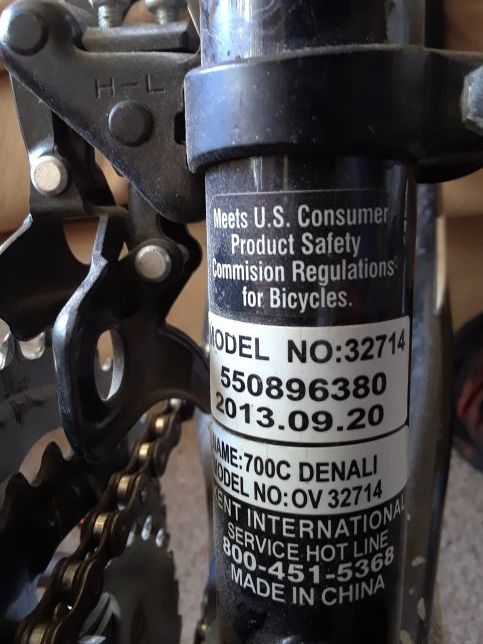 H-L
Meets U.S. Consumer
Product Safety
Commision Regulations
for Bicycles.
MODEL NO:32714
550896380
2013.09.20
NAME:700C DENALI
MODEL NO:OV 32714
KENT INTERNATIONAL
SERVICE HOT LINE
800-451-5368
MADE IN CHINA